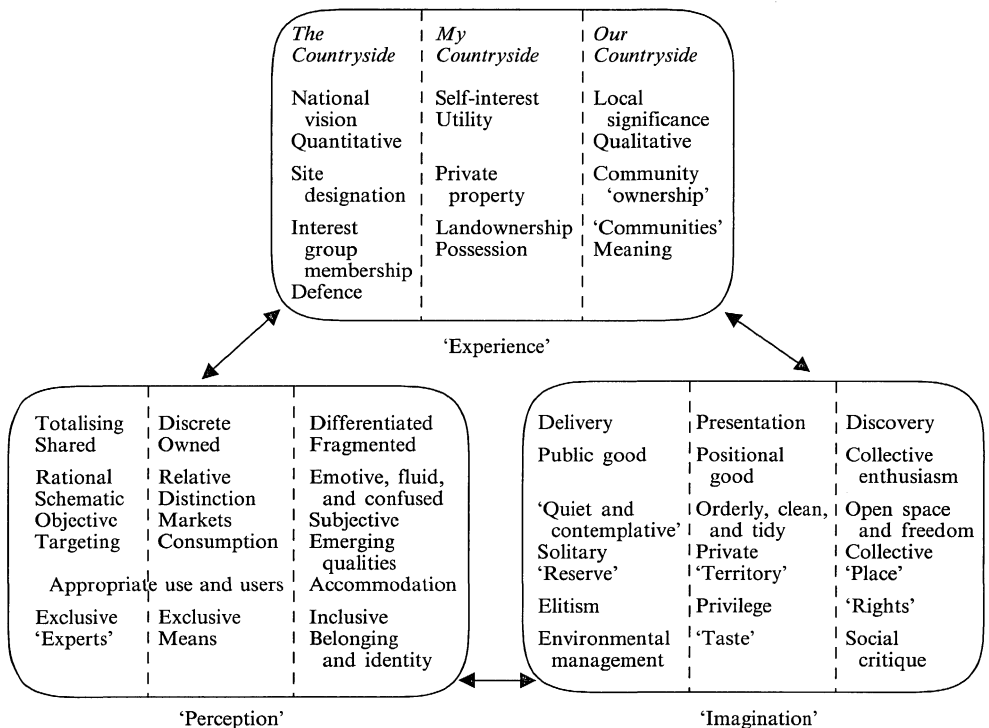 The
Countryside
National
vision
Quantitative
Site
designation
Interest
group
membership
Defence
My
Countryside
Self-interest
Utility
Private
property
Landownership
Possession
Our
Countryside
Local
significance
Qualitative
Community
‘ownership’
‘Communities’
Meaning
‘Experience’
Totalising
Shared
Rational
Schematic
Objective
Targeting
Discrete
Owned
Relative
Distinction
Markets
Consumption
Appropriate use and users
Exclusive
‘Experts’
Exclusive
Means
Differentiated
Fragmented
Emotive, fluid,
and confused
Subjective
Emerging
qualities
Accommodation
Inclusive
Belonging
and identity
‘Perception’
Delivery
Public good
‘Quiet and
contemplative’
Solitary
‘Reserve’
Elitism
Environmental
management
Presentation
Positional
good
Orderly, clean,
and tidy
Private
‘Territory’
Privilege
‘Taste’
Discovery
Collective
enthusiasm
Open space
and freedom
Collective
‘Place’
‘Rights’
Social
critique
‘Imagination’